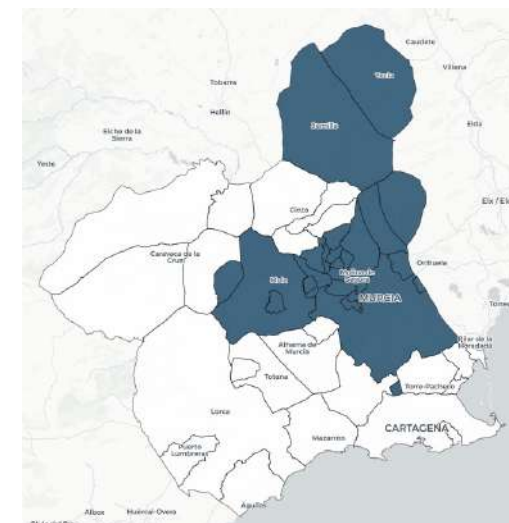 Caudete
Yecla
Villena
Tobarra
Hellín
Jumilla
Elda
Elche de la
Sierra
Yeste
Elx / El
Cieza
Caravaca de la
Cruz
Orihuela
Mula
Molina de
Segura
MURCIA
Torre
Pilar de la
Horadada
Alhama de
Murcia
Totana
Torre-Pacheco
Lorca
CARTAGENA
Mazarrón
Puerto
Lumbreras
Águilas
Albox
Huércal-Overa